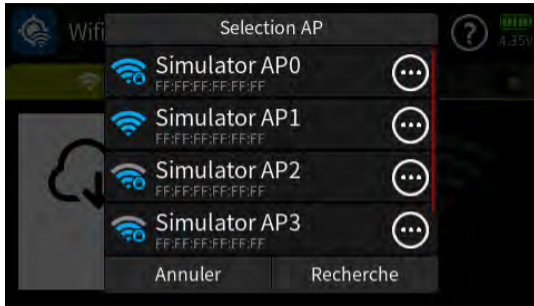 Wifi
Selection AP
?
4.35V
Simulator AP0
FF:FF:FF:FF:FF:FF
Simulator AP1
FF:FF:FF:FF:FF:FF
Simulator AP2
FF:FF:FF:FF:FF:FF
Simulator AP3
FF:FF:FF:FF:FF:FF
Annuler Recherche